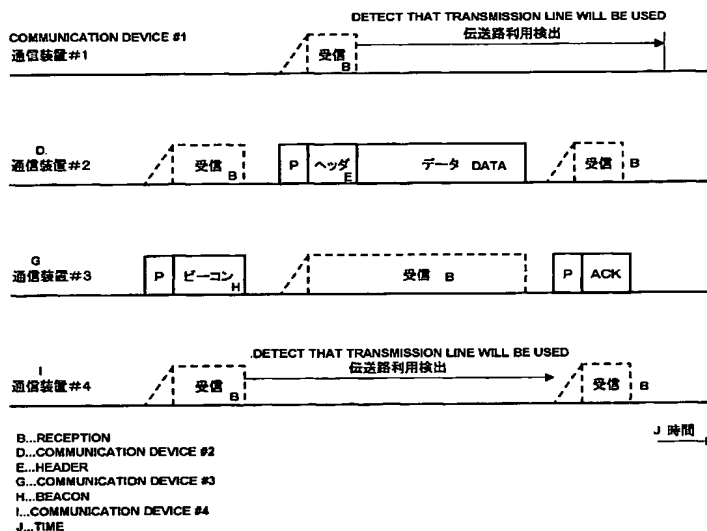 DETECT THAT TRANSMISSION LINE WILL BE USED
伝送路利用検出
COMMUNICATION DEVICE #1
通信装置#1
受信
B
D.
通信装置#2
受信
B
P
ヘッダ
E
データ DATA
受信
B
G
通信装置#3
P
ビーコン
H
受信 B
P
ACK
.DETECT THAT TRANSMISSION LINE WILL BE USED
伝送路利用検出
I
通信装置#4
受信
B
受信
B
J 時間
B...RECEPTION
D...COMMUNICATION DEVICE #2
E...HEADER
G...COMMUNICATION DEVICE #3
H...BEACON
I...COMMUNICATION DEVICE #4
J...TIME